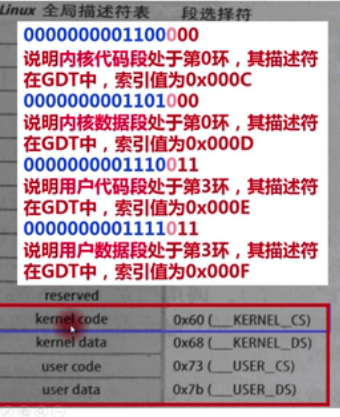 Linux 全局描述符表 段选择符
0000000001100000
说明内核代码段处于第0环，其描述符
在GDT中，索引值为0x000C
0000000001101000
说明内核数据段处于第0环，其描述符
在GDT中，索引值为0x000D
0000000001110011
说明用户代码段处于第3环，其描述符
在GDT中，索引值为0x000E
0000000001111011
说明用户数据段处于第3环，其描述符
在GDT中，索引值为0x000F
reserved
kernel code 0x60 (__KERNEL_CS)
kernel data 0x68 (__KERNEL_DS)
user code 0x73 (__USER_CS)
user data 0x7b (__USER_DS)